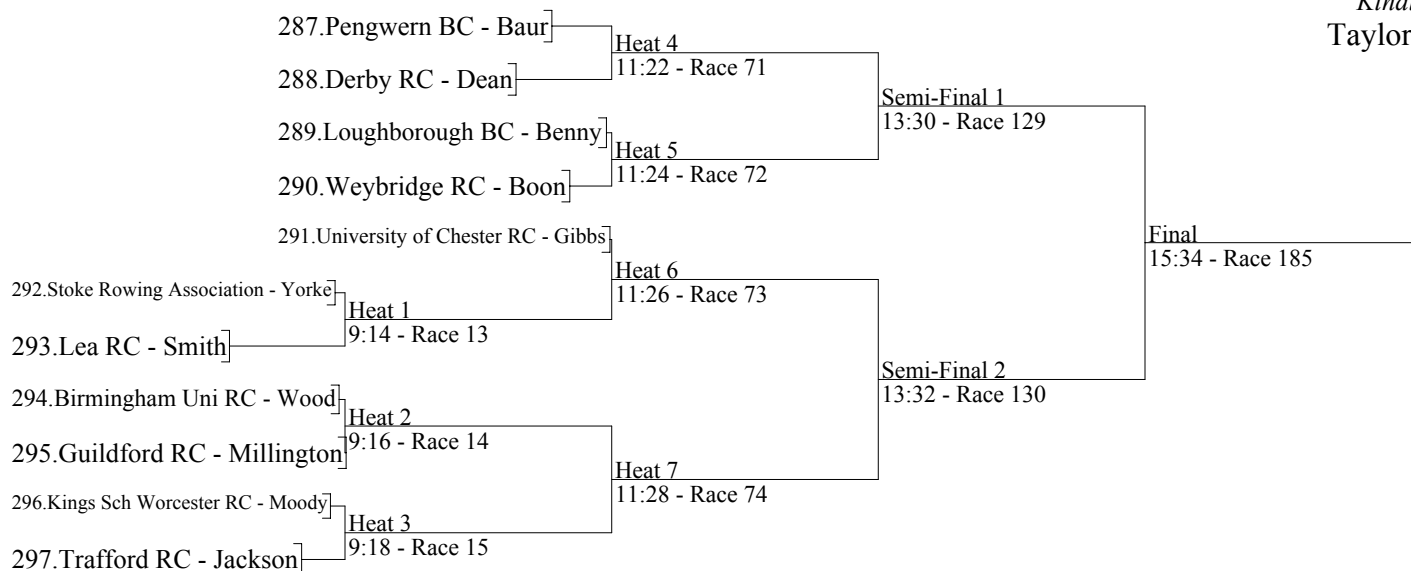 Kind
Taylor
287.Pengwern BC - Baur
Heat 4
11:22 - Race 71
288.Derby RC - Dean
Semi-Final 1
13:30 - Race 129
289.Loughborough BC - Benny
Heat 5
11:24 - Race 72
290.Weybridge RC - Boon
291.University of Chester RC - Gibbs
Final
15:34 - Race 185
Heat 6
11:26 - Race 73
292.Stoke Rowing Association - Yorke
Heat 1
9:14 - Race 13
293.Lea RC - Smith
Semi-Final 2
13:32 - Race 130
294.Birmingham Uni RC - Wood
Heat 2
9:16 - Race 14
295.Guildford RC - Millington
Heat 7
11:28 - Race 74
296.Kings Sch Worcester RC - Moody
Heat 3
9:18 - Race 15
297.Trafford RC - Jackson